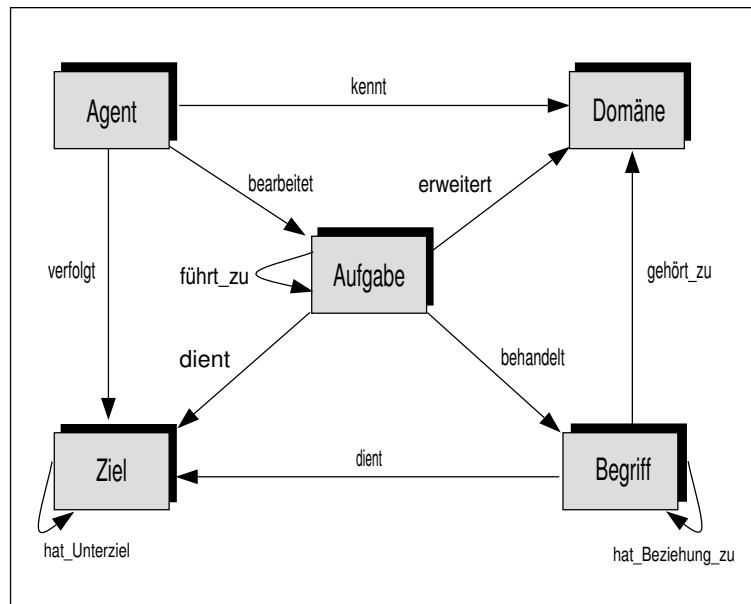 kennt
Agent
Domäne
bearbeitet
erweitert
verfolgt
führt_zu
Aufgabe
gehört_zu
dient
behandelt
Ziel
dient
Begriff
hat_Unterziel
hat_Beziehung_zu